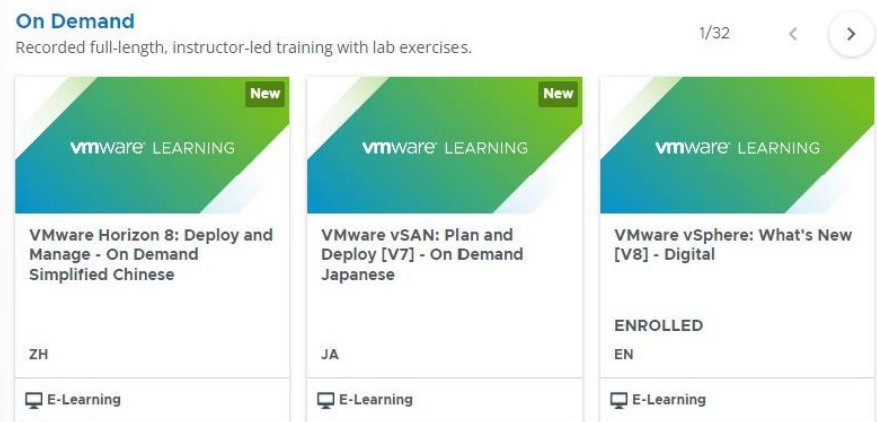 On Demand
Recorded full-length, instructor-led training with lab exercises.
1/32
New
vmware LEARNING
VMware Horizon 8: Deploy and
Manage - On Demand
Simplified Chinese
ZH
E-Learning
New
vmware LEARNING
VMware vSAN: Plan and
Deploy [V7] - On Demand
Japanese
JA
E-Learning
vmware LEARNING
VMware vSphere: What's New
[V8] - Digital
ENROLLED
EN
E-Learning